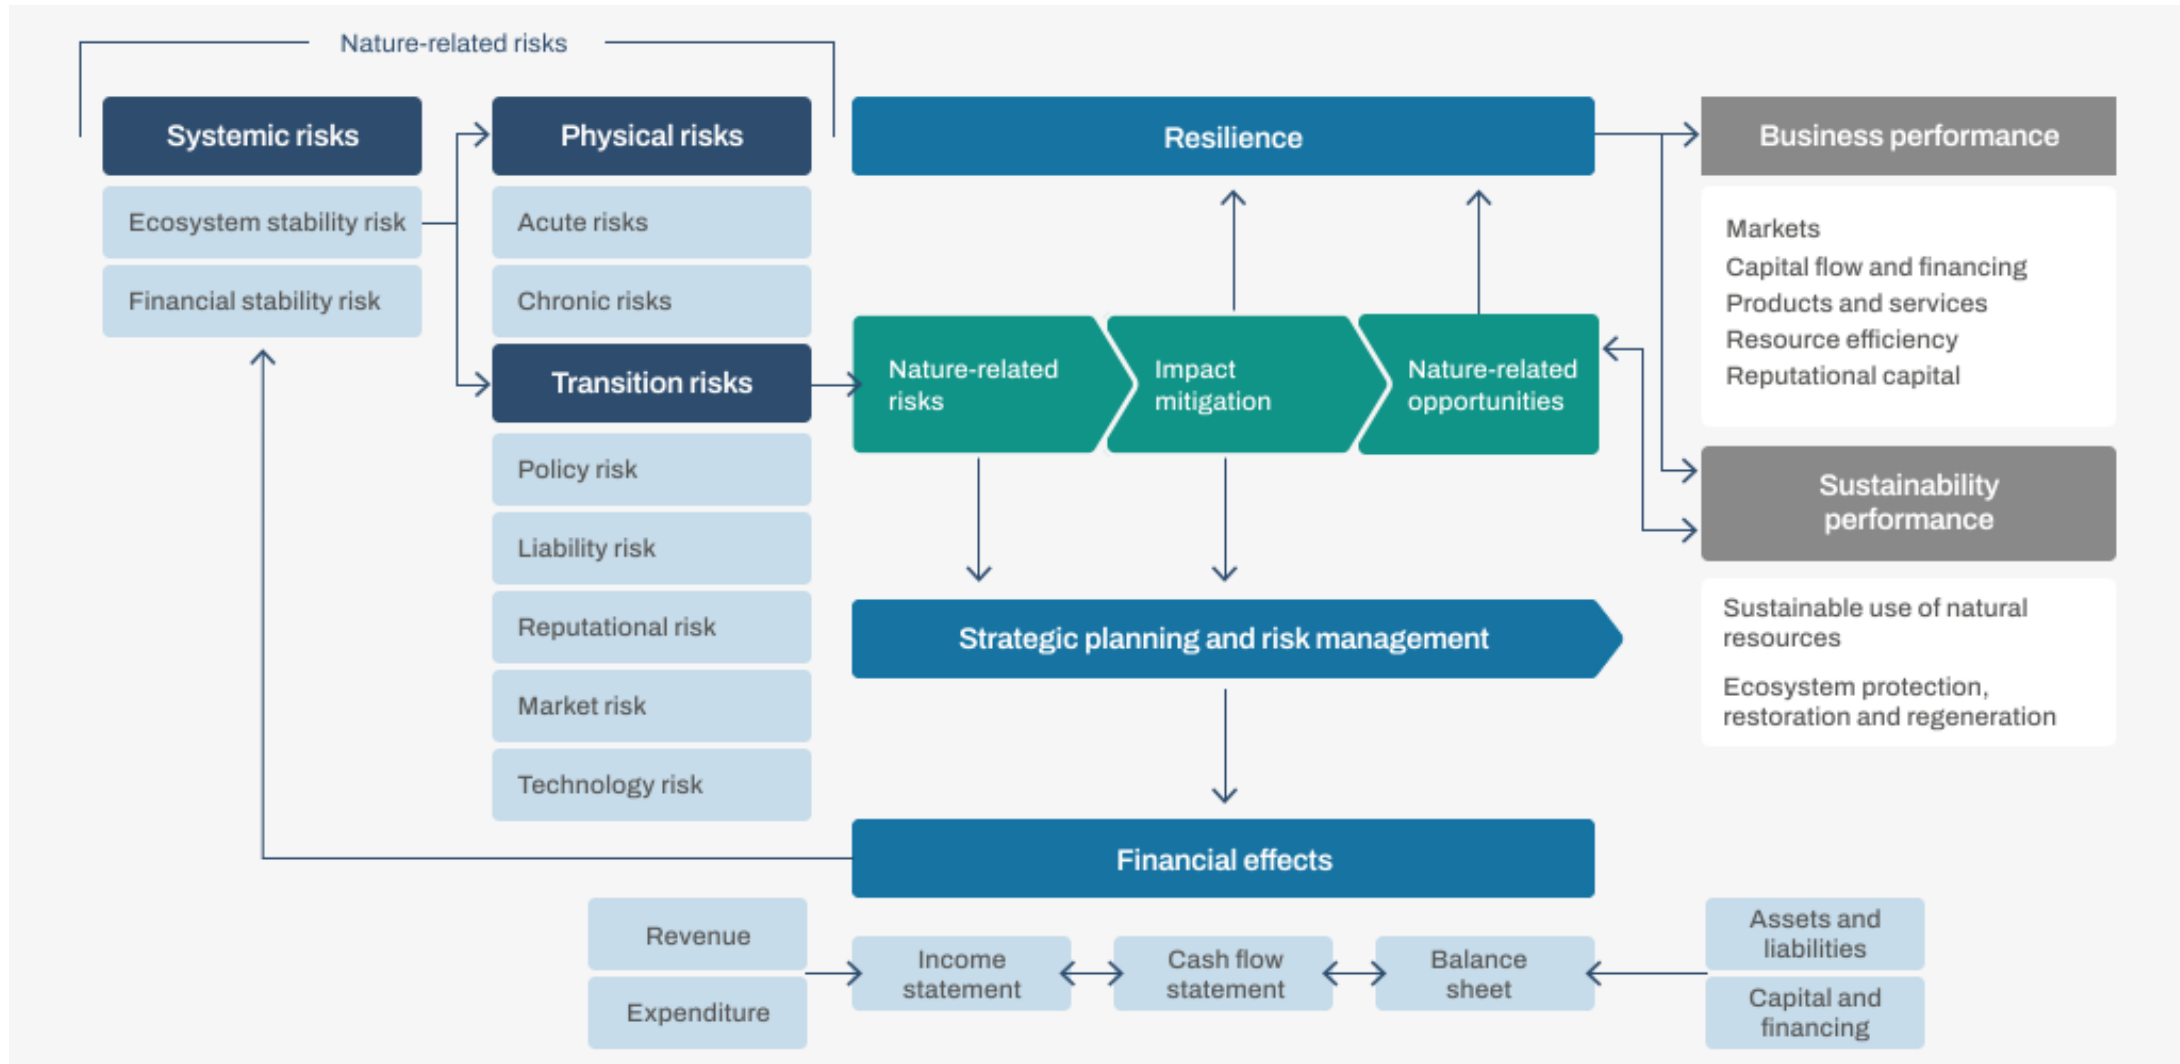 Nature-related risks
Systemic risks
Ecosystem stability risk
Financial stability risk
Physical risks
Acute risks
Chronic risks
Transition risks
Policy risk
Liability risk
Reputational risk
Market risk
Technology risk
Resilience
Nature-related
risks
Impact
mitigation
Nature-related
opportunities
Strategic planning and risk management
Financial effects
Business performance
Markets
Capital flow and financing
Products and services
Resource efficiency
Reputational capital
Sustainability
performance
Sustainable use of natural
resources
Ecosystem protection,
restoration and regeneration
Revenue
Expenditure
Income
statement
Cash flow
statement
Balance
sheet
Assets and
liabilities
Capital and
financing